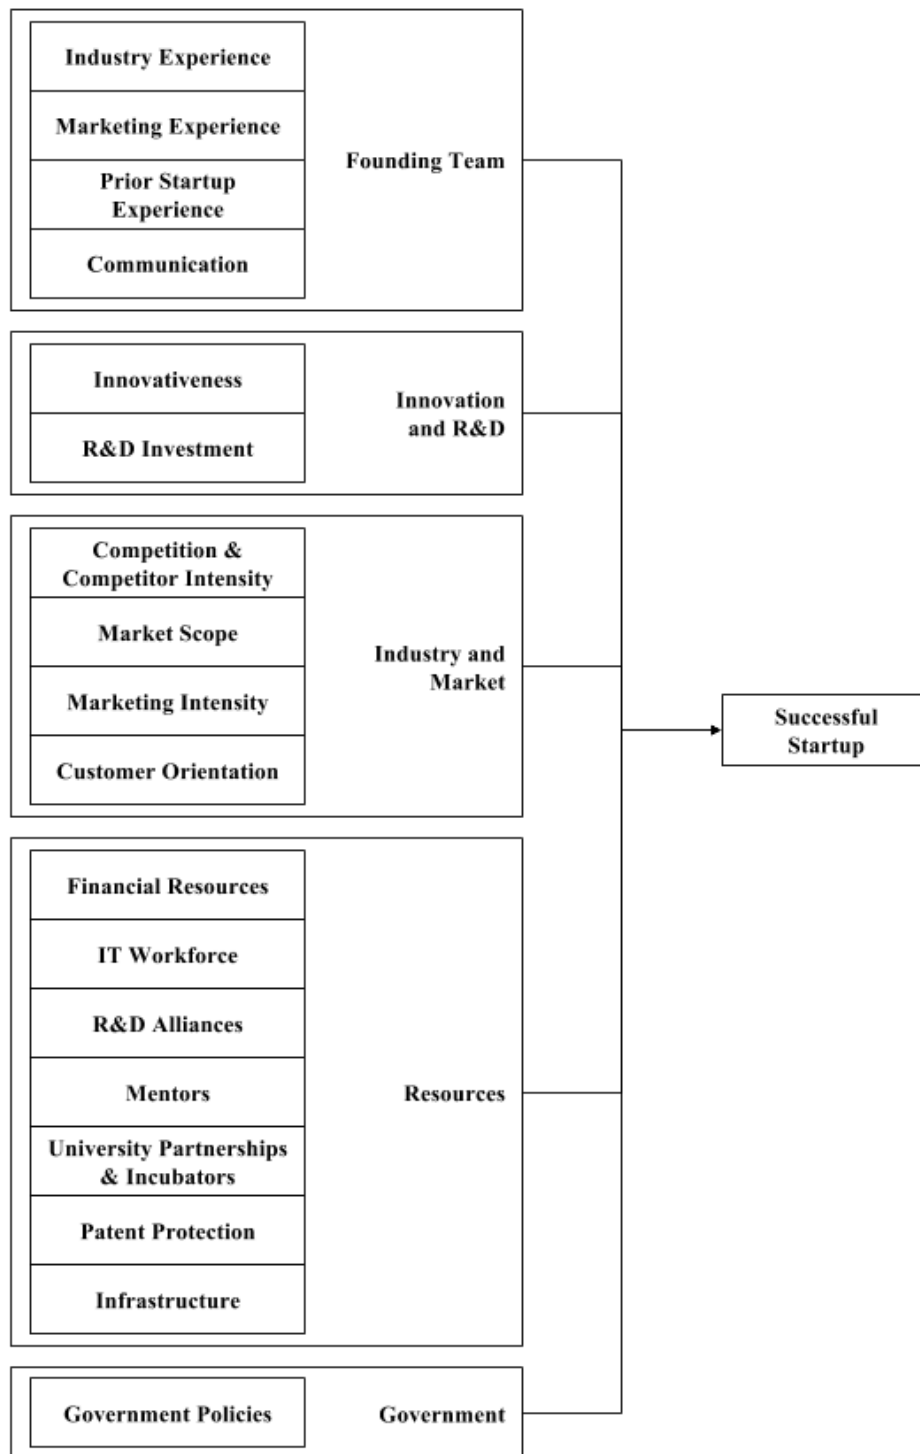 Industry Experience
Marketing Experience
Prior Startup
Experience
Communication
Founding Team
Innovativeness
R&D Investment
Innovation
and R&D
Competition &
Competitor Intensity
Market Scope
Marketing Intensity
Customer Orientation
Industry and
Market
Financial Resources
IT Workforce
R&D Alliances
Mentors
University Partnerships
& Incubators
Patent Protection
Infrastructure
Resources
Government Policies
Government
Successful
Startup